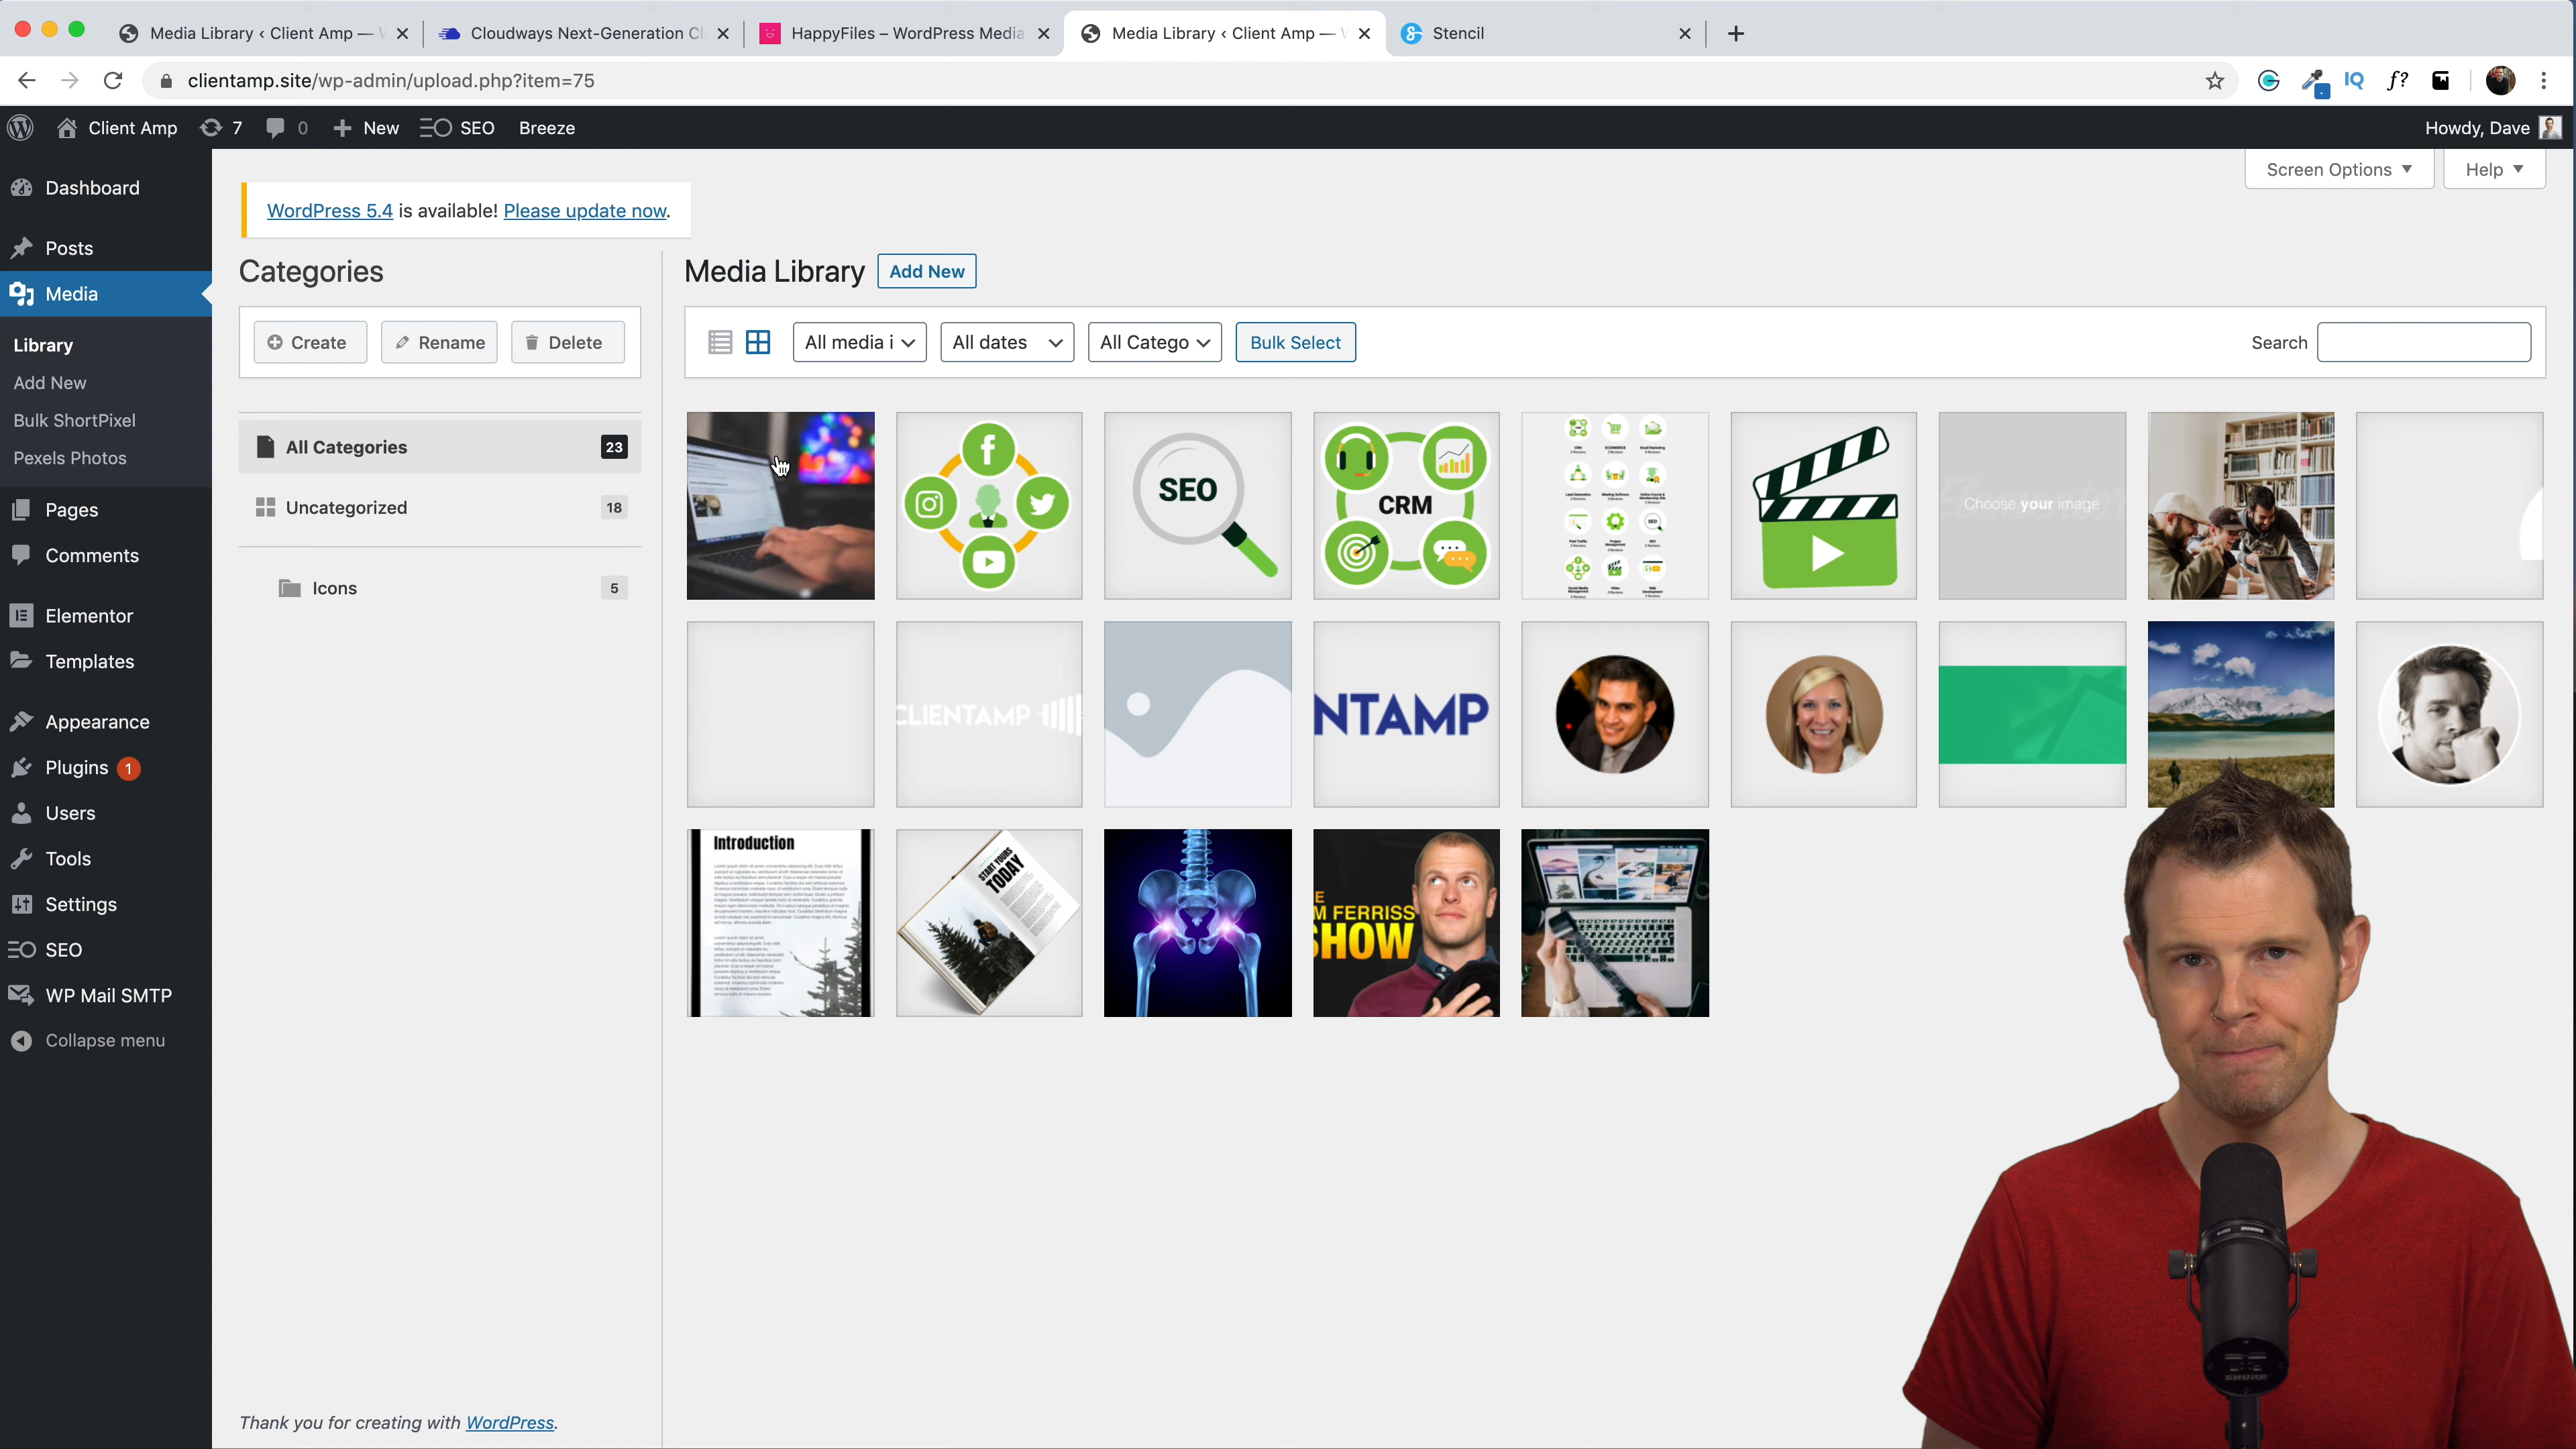 Media Library ‹ Client Amp —
Cloudways Next-Generation Cl
HappyFiles – WordPress Media
Media Library ‹ Client Amp —
Stencil
clientamp.site/wp-admin/upload.php?item=75
IQ
f?
Client Amp
7
0
New
SEO
Breeze
Howdy, Dave
Screen Options
Help
Dashboard
Posts
Media
Library
Add New
Bulk ShortPixel
Pexels Photos
Pages
Comments
Elementor
Templates
Appearance
Plugins 1
Users
Tools
Settings
SEO
WP Mail SMTP
Collapse menu
WordPress 5.4 is available! Please update now.
Categories
Create
Rename
Delete
All Categories 23
Uncategorized 18
Icons 5
Media Library
Add New
All media i
All dates
All Catego
Bulk Select
Search
SEO
CRM
Choose your image
CLIENTAMP
NTAMP
Introduction
START YOURS
TODAY
M FERRISS
SHOW
SHURE
Thank you for creating with WordPress.